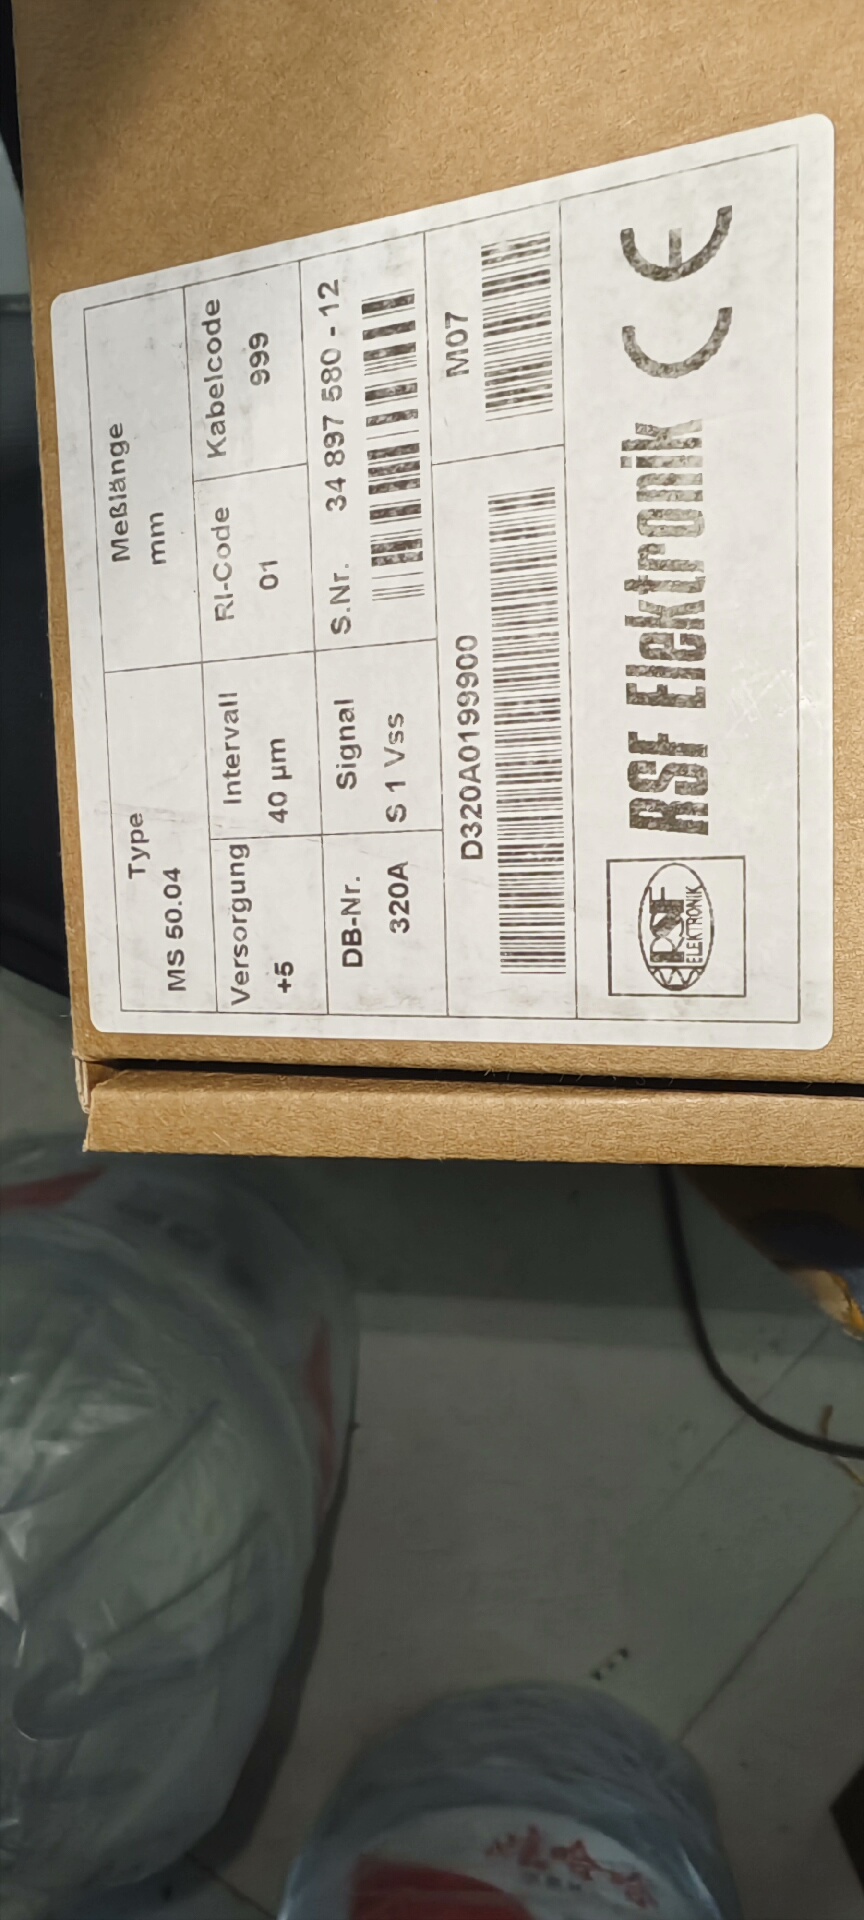 Type
MS 50.04
Meßlänge
mm
Versorgung
+5
Intervall
40 µm
RI-Code
01
Kabelcode
999
DB-Nr.
320A
Signal
S 1 Vss
S.Nr. 34 897 580 - 12
D320A0199900
M07
RSF
ELEKTRONIK
RSF Elektronik CE